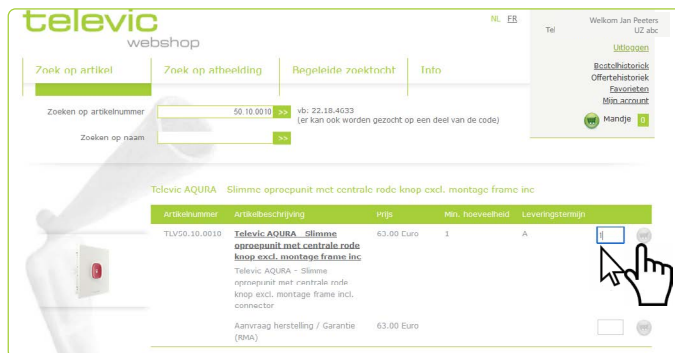 televic
webshop
NL FR
Welkom Jan Peeters
Tel UZ abc
Uitloggen
Bestelhistoriek
Offertehistoriek
Favorieten
Mijn account
Mandje 0
Zoek op artikel Zoek op afbeelding Begeleide zoektocht Info
Zoeken op artikelnummer 50.10.0010 >> vb: 22.18.4633
(er kan ook worden gezocht op een deel van de code)
Zoeken op naam >>
Televic AQURA Slimme oproepunit met centrale rode knop excl. montage frame inc
Artikelnummer Artikelbeschrijving Prijs Min. hoeveelheid Leveringstermijn
TLV50.10.0010 Televic AQURA Slimme 63.00 Euro 1 A
oproepunit met centrale rode
knop excl. montage frame inc
Televic AQURA - Slimme
oproepunit met centrale rode
knop excl. montage frame incl.
connector
Aanvraag herstelling / Garantie 63.00 Euro
(RMA)